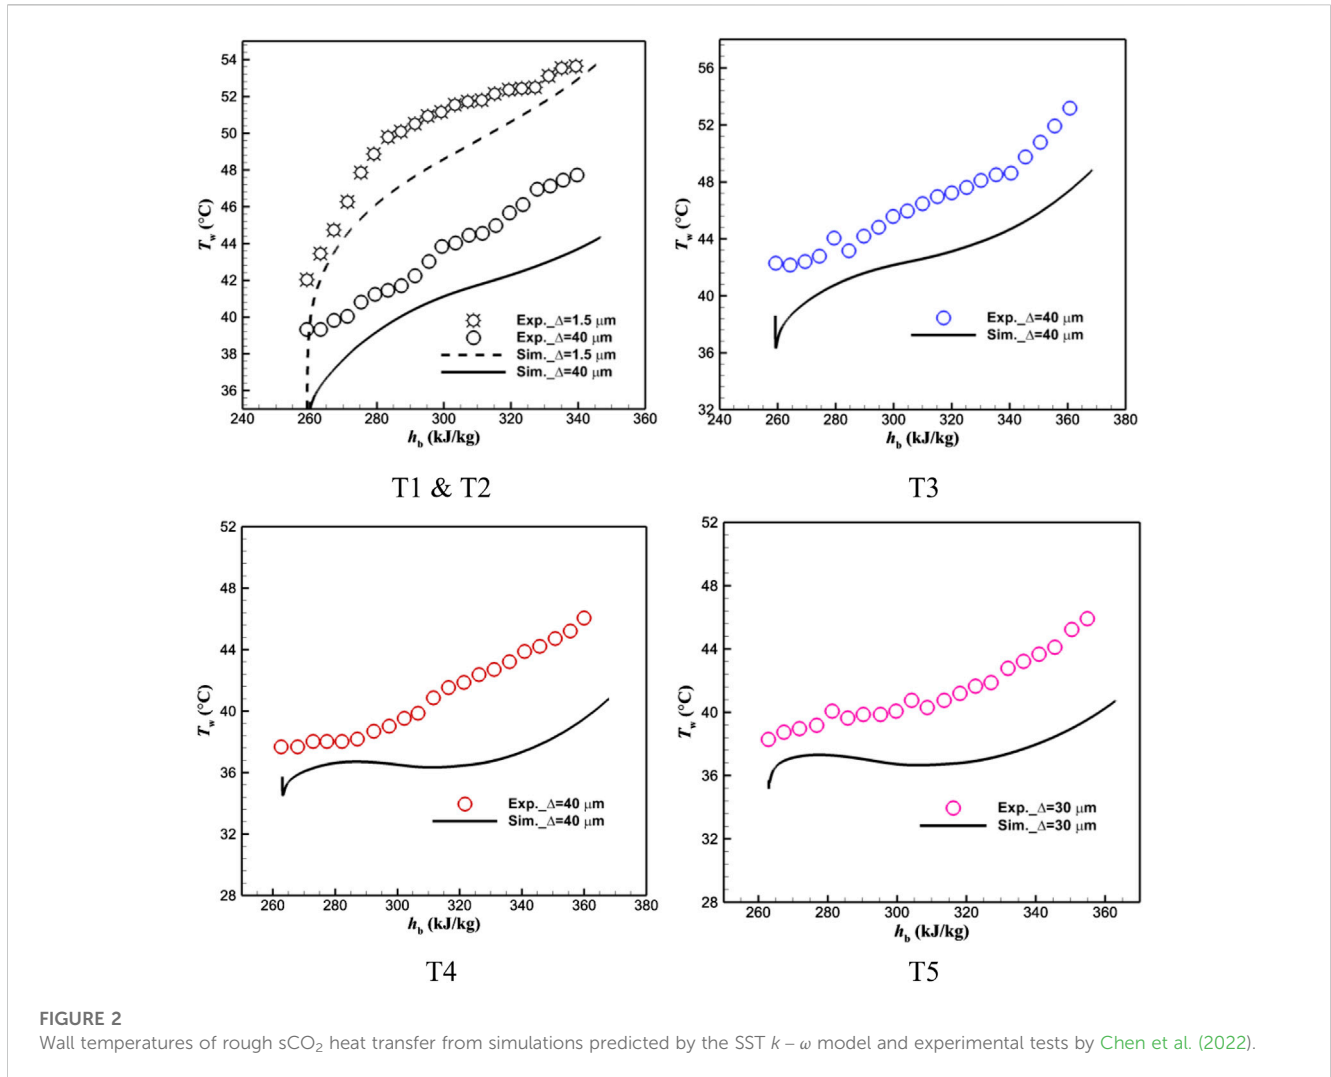 54
52
50
48
46
44
42
40
38
36
T_w (°C)
Exp._Δ=1.5 μm
Exp._Δ=40 μm
Sim._Δ=1.5 μm
Sim._Δ=40 μm
240 260 280 300 320 340 360
h_b (kJ/kg)
T1 & T2
56
52
48
44
40
36
32
T_w (°C)
Exp._Δ=40 μm
Sim._Δ=40 μm
240 260 280 300 320 340 360 380
h_b (kJ/kg)
T3
52
48
44
40
36
32
28
T_w (°C)
Exp._Δ=40 μm
Sim._Δ=40 μm
260 280 300 320 340 360 380
h_b (kJ/kg)
T4
52
48
44
40
36
32
28
T_w (°C)
Exp._Δ=30 μm
Sim._Δ=30 μm
260 280 300 320 340 360
h_b (kJ/kg)
T5
FIGURE 2
Wall temperatures of rough sCO₂ heat transfer from simulations predicted by the SST k – ω model and experimental tests by Chen et al. (2022).